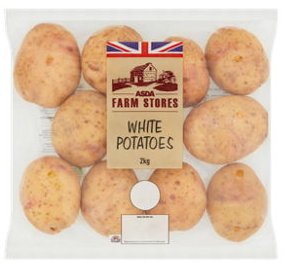 ASDA
FARM STORES
WHITE
POTATOES
2kg